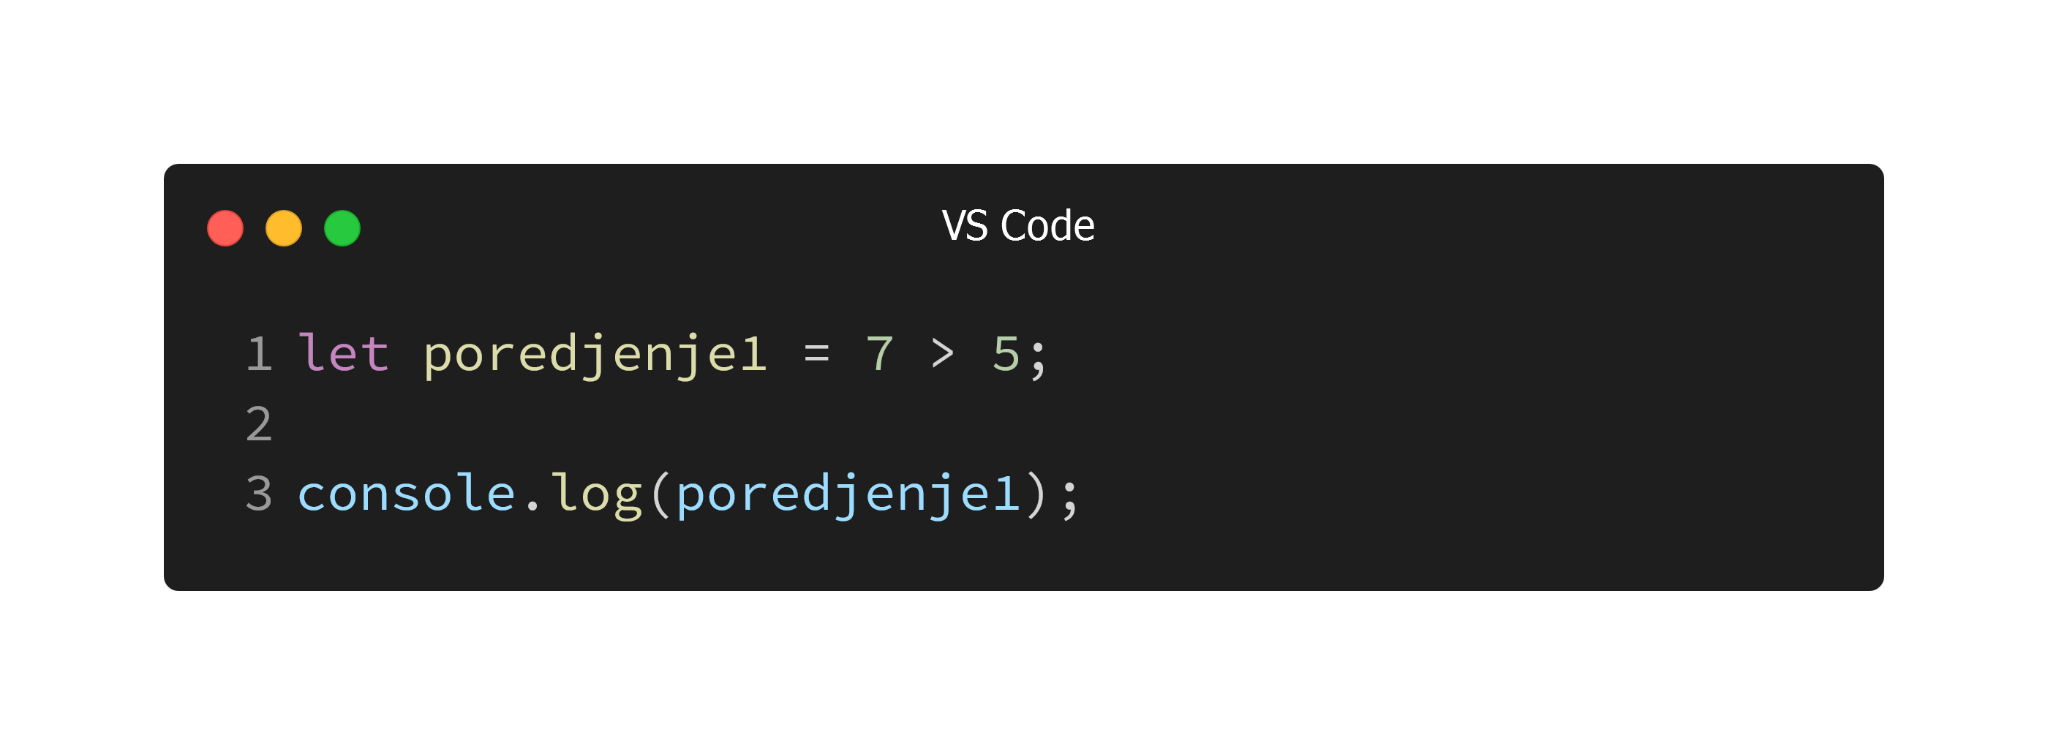 VS Code
1 let poredjenje1 = 7 > 5;
2
3 console.log(poredjenje1);